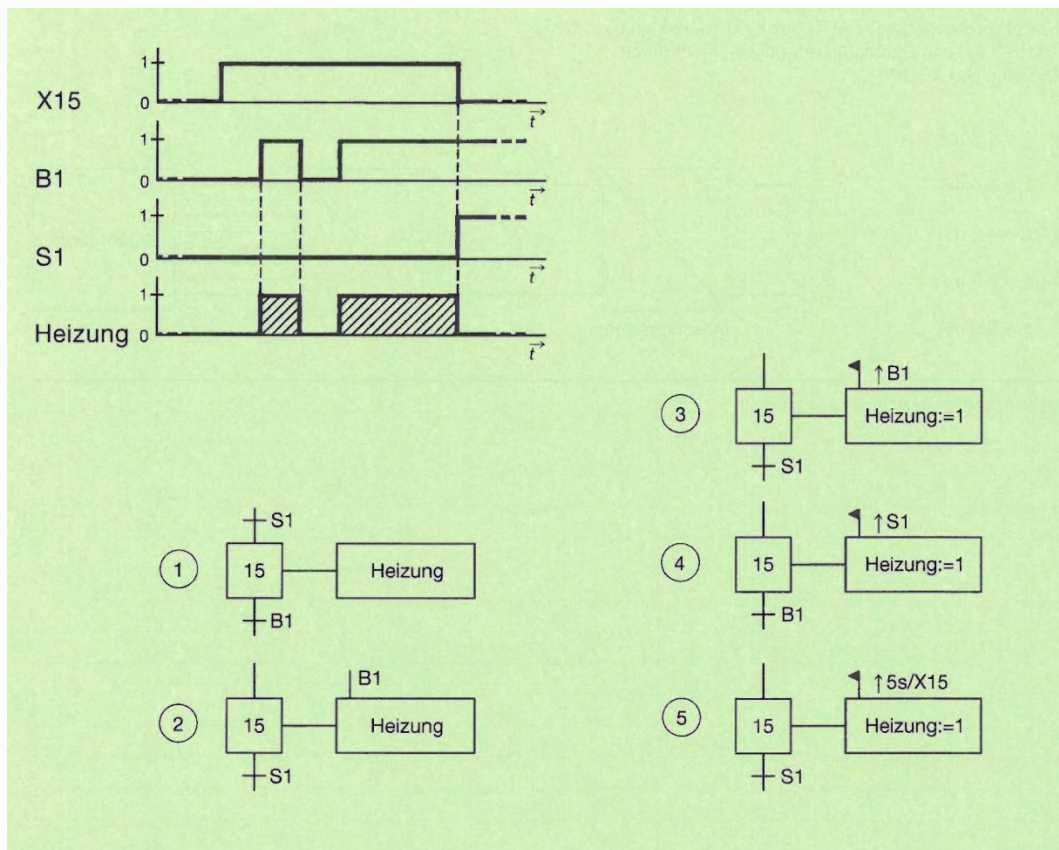 1
0
X15
t
1
0
B1
t
1
0
S1
t
1
0
Heizung
t
↑B1
3
15
Heizung:=1
S1
S1
1
15
Heizung
B1
↑S1
4
15
Heizung:=1
B1
B1
2
15
Heizung
S1
↑5s/X15
5
15
Heizung:=1
S1